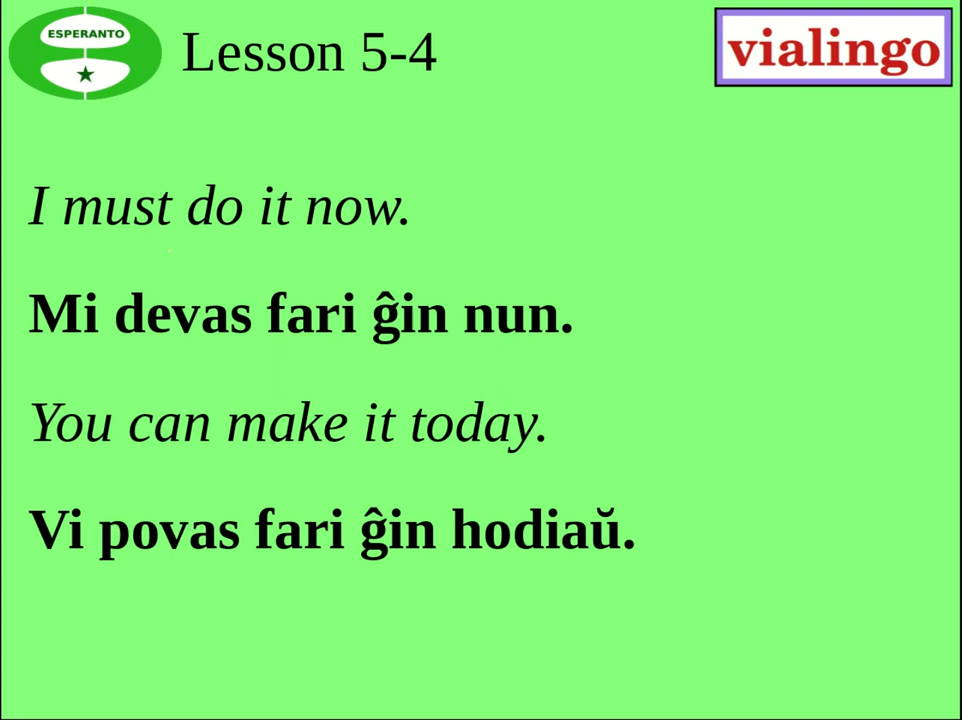 ESPERANTO
Lesson 5-4
vialingo
I must do it now.
Mi devas fari ĝin nun.
You can make it today.
Vi povas fari ĝin hodiaŭ.